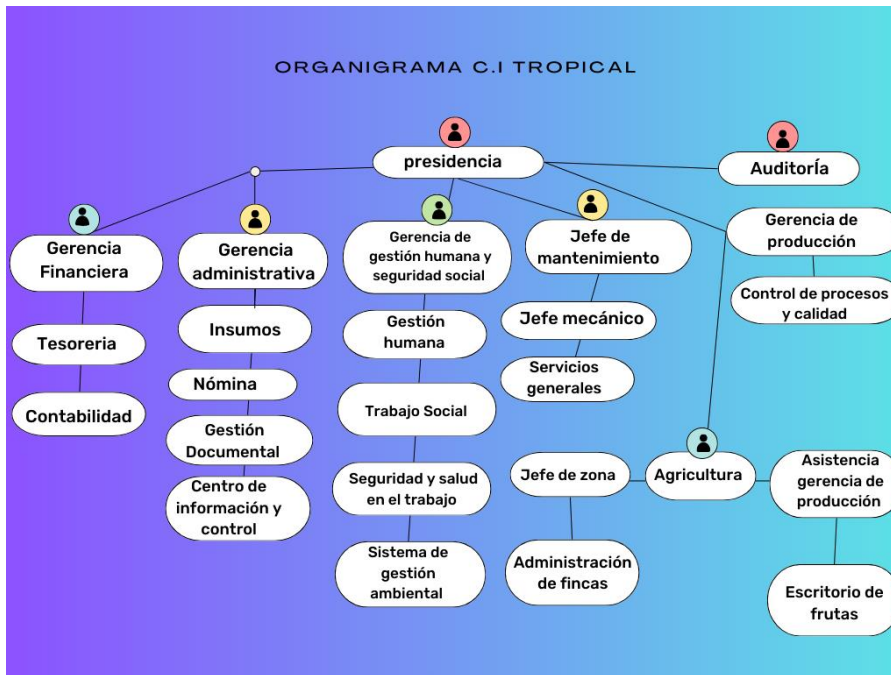 ORGANIGRAMA C.I TROPICAL
presidencia
AuditorÍa
Gerencia
Financiera
Tesoreria
Contabilidad
Gerencia
administrativa
Insumos
Nómina
Gestión
Documental
Centro de
información y
control
Gerencia de
gestión humana y
seguridad social
Gestión
humana
Trabajo Social
Seguridad y salud
en el trabajo
Sistema de
gestión
ambiental
Jefe de
mantenimiento
Jefe mecánico
Servicios
generales
Gerencia de
producción
Control de procesos
y calidad
Agricultura
Jefe de zona
Administración
de fincas
Asistencia
gerencia de
producción
Escritorio de
frutas